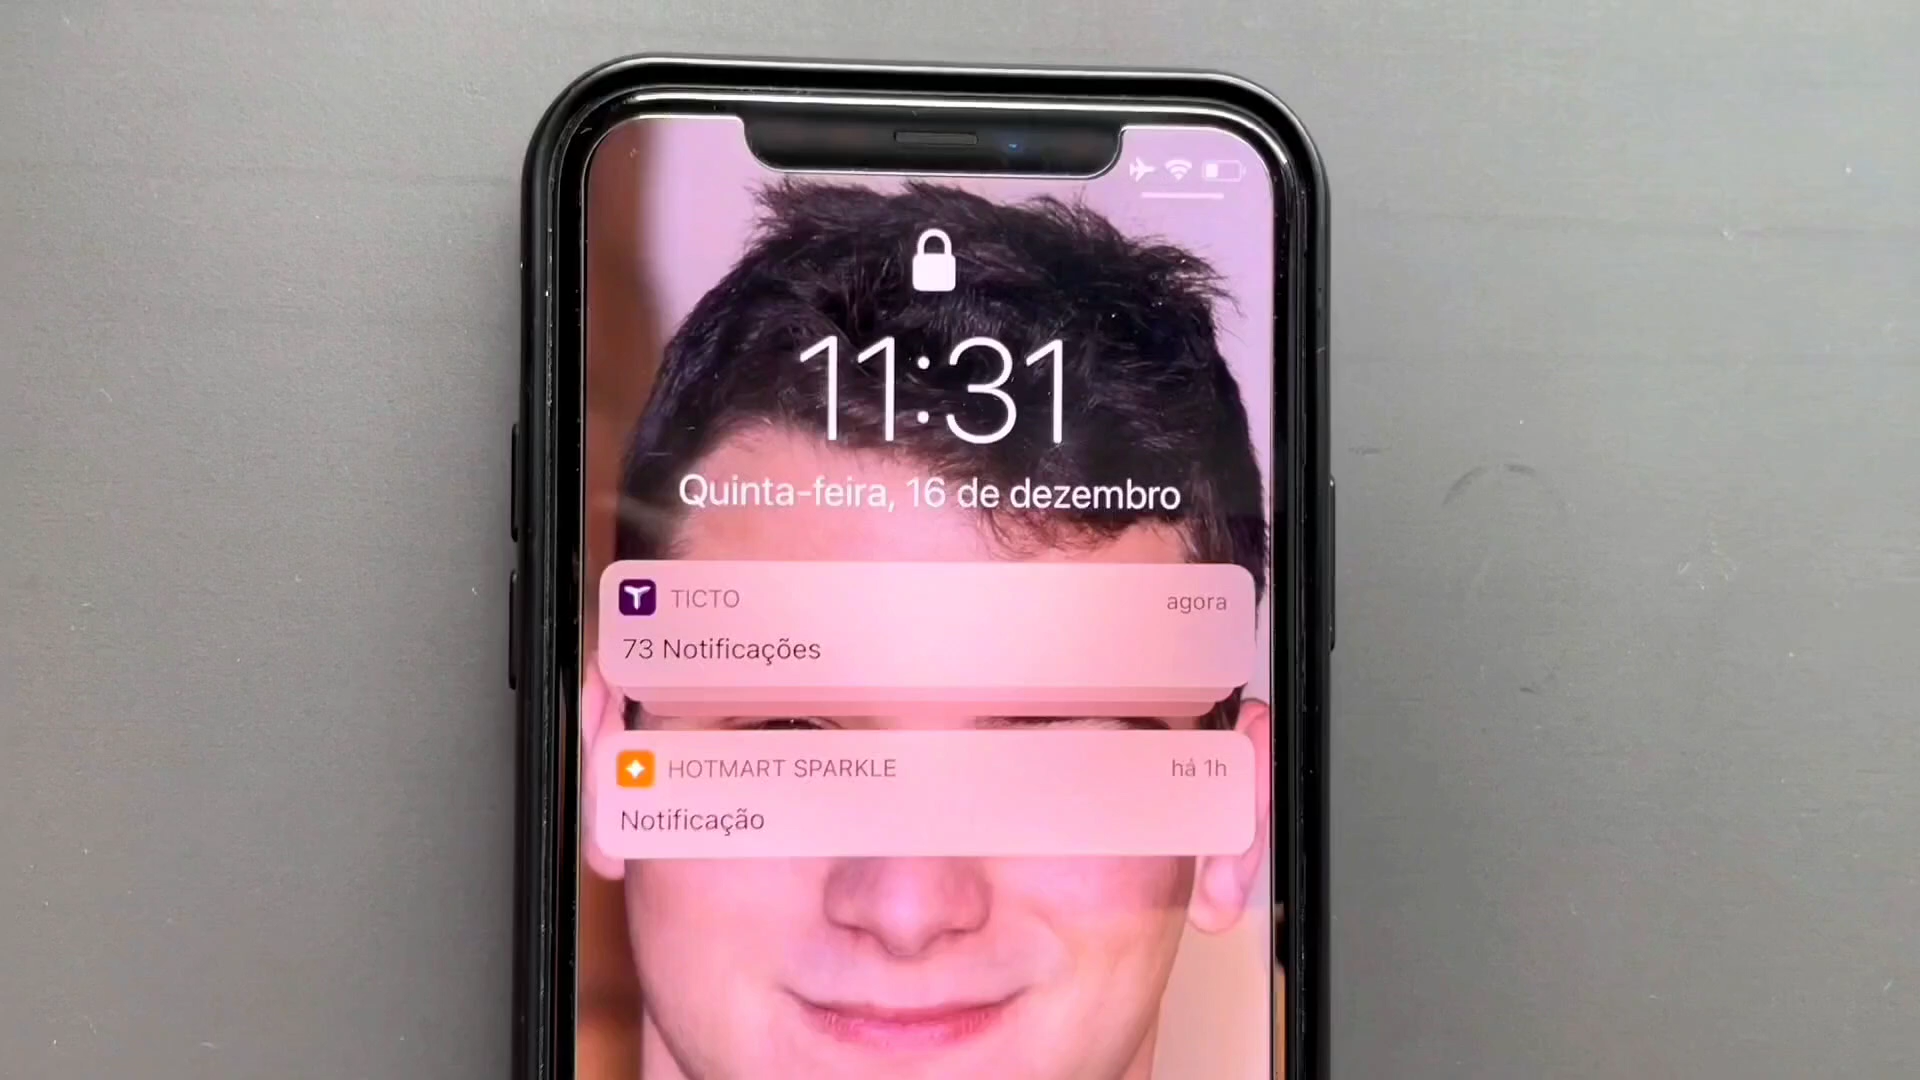 11:31
Quinta-feira, 16 de dezembro
TICTO
agora
73 Notificações
HOTMART SPARKLE
há 1h
Notificação